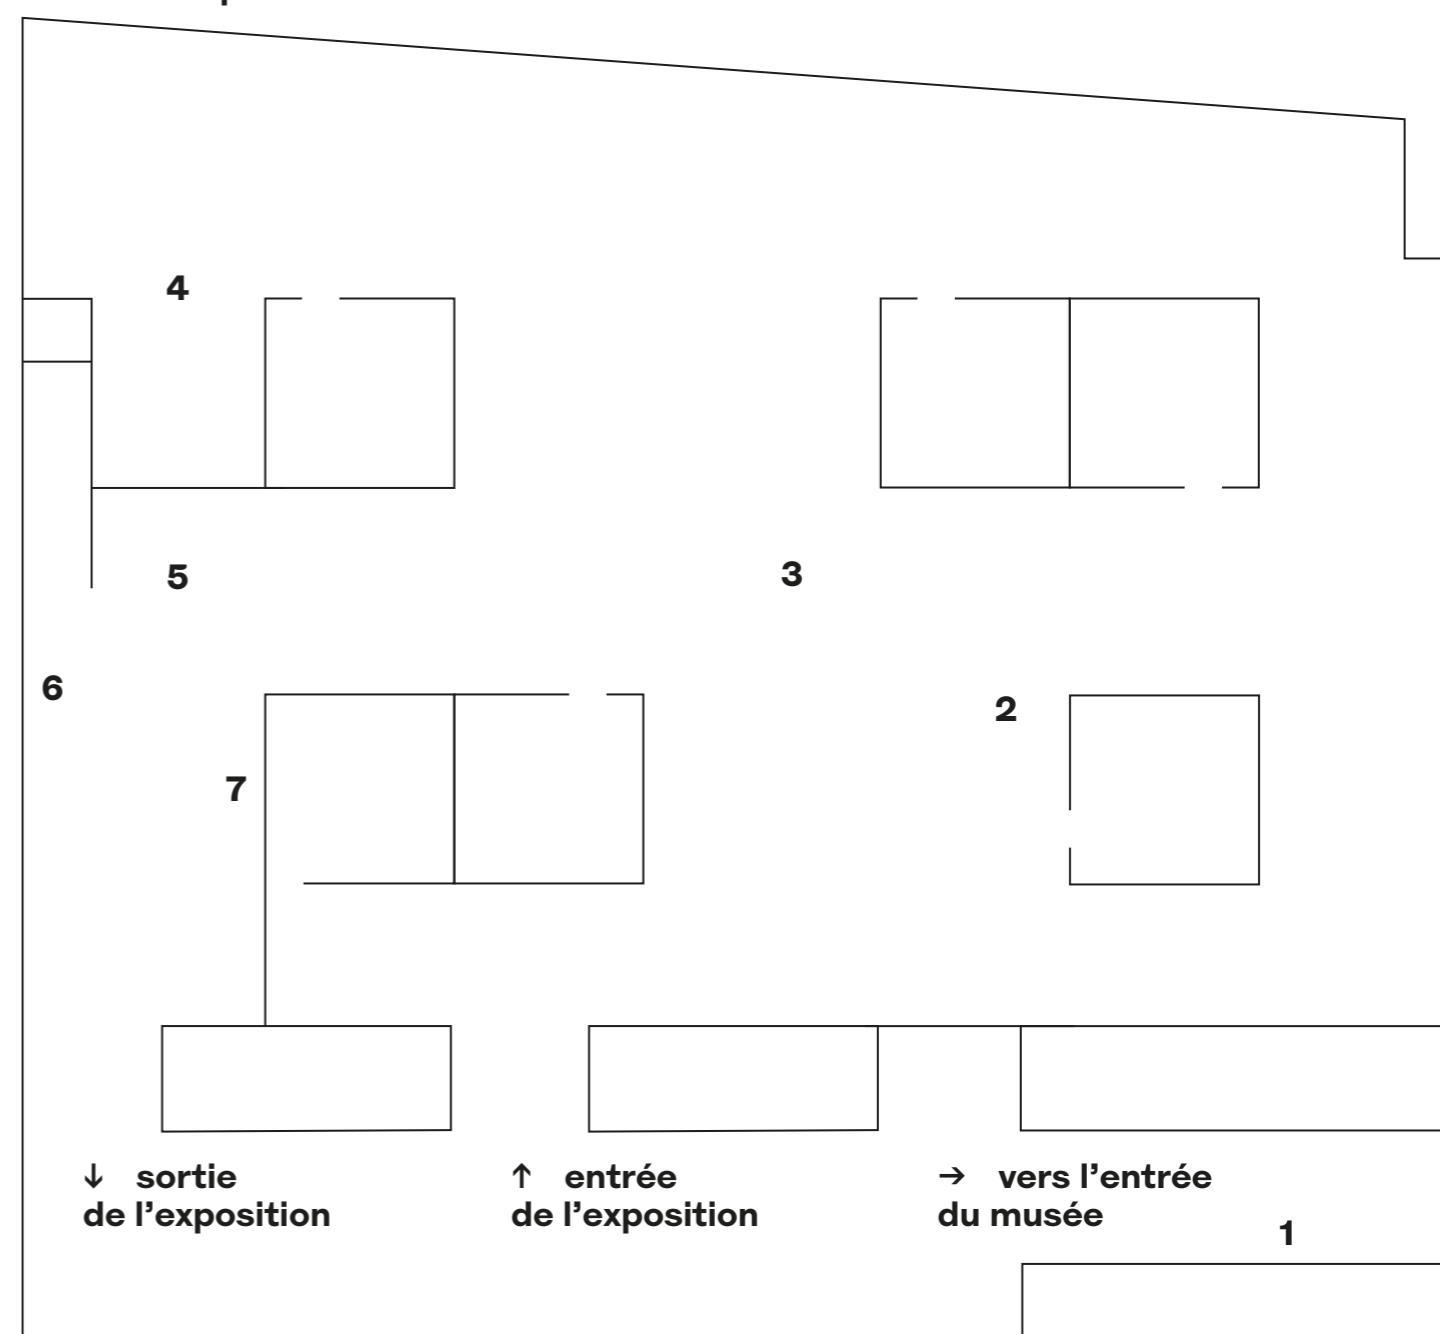 4
5
3
6
2
7
↓ sortie
de l’exposition
↑ entrée
de l’exposition
→ vers l’entrée
du musée
1